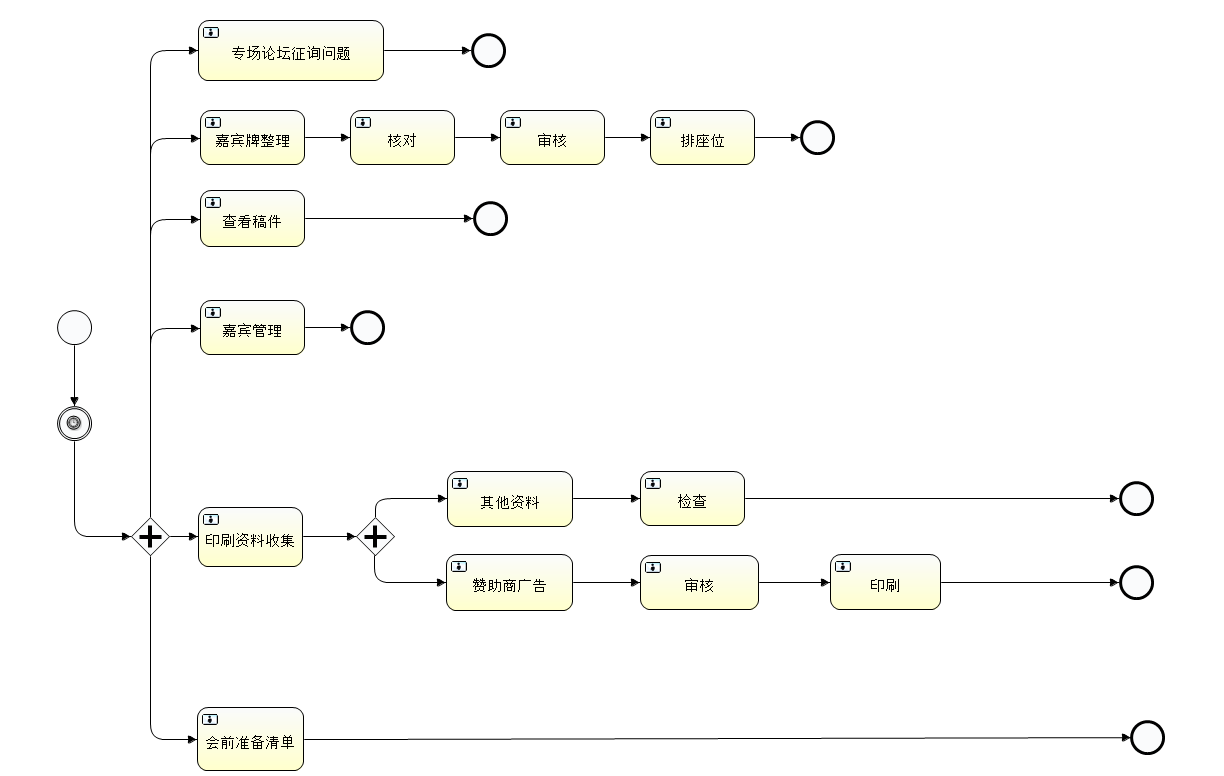 专场论坛征询问题
嘉宾牌整理
核对
审核
排座位
查看稿件
嘉宾管理
其他资料
检查
印刷资料收集
赞助商广告
审核
印刷
会前准备清单